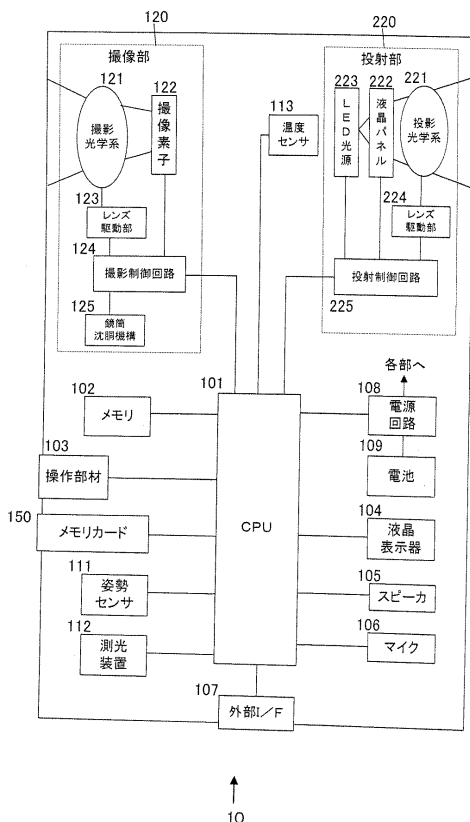 120
撮像部
121
122
撮影
光学系
撮像素子
123
レンズ
駆動部
124
撮影制御回路
125
鏡筒
沈胴機構
113
温度
センサ
220
投射部
223
222
221
LED光源
液晶パネル
投影
光学系
224
レンズ
駆動部
投射制御回路
225
各部へ
101
CPU
102
メモリ
103
操作部材
150
メモリカード
111
姿勢
センサ
112
測光
装置
107
外部I/F
108
電源
回路
109
電池
104
液晶
表示器
105
スピーカ
106
マイク
10